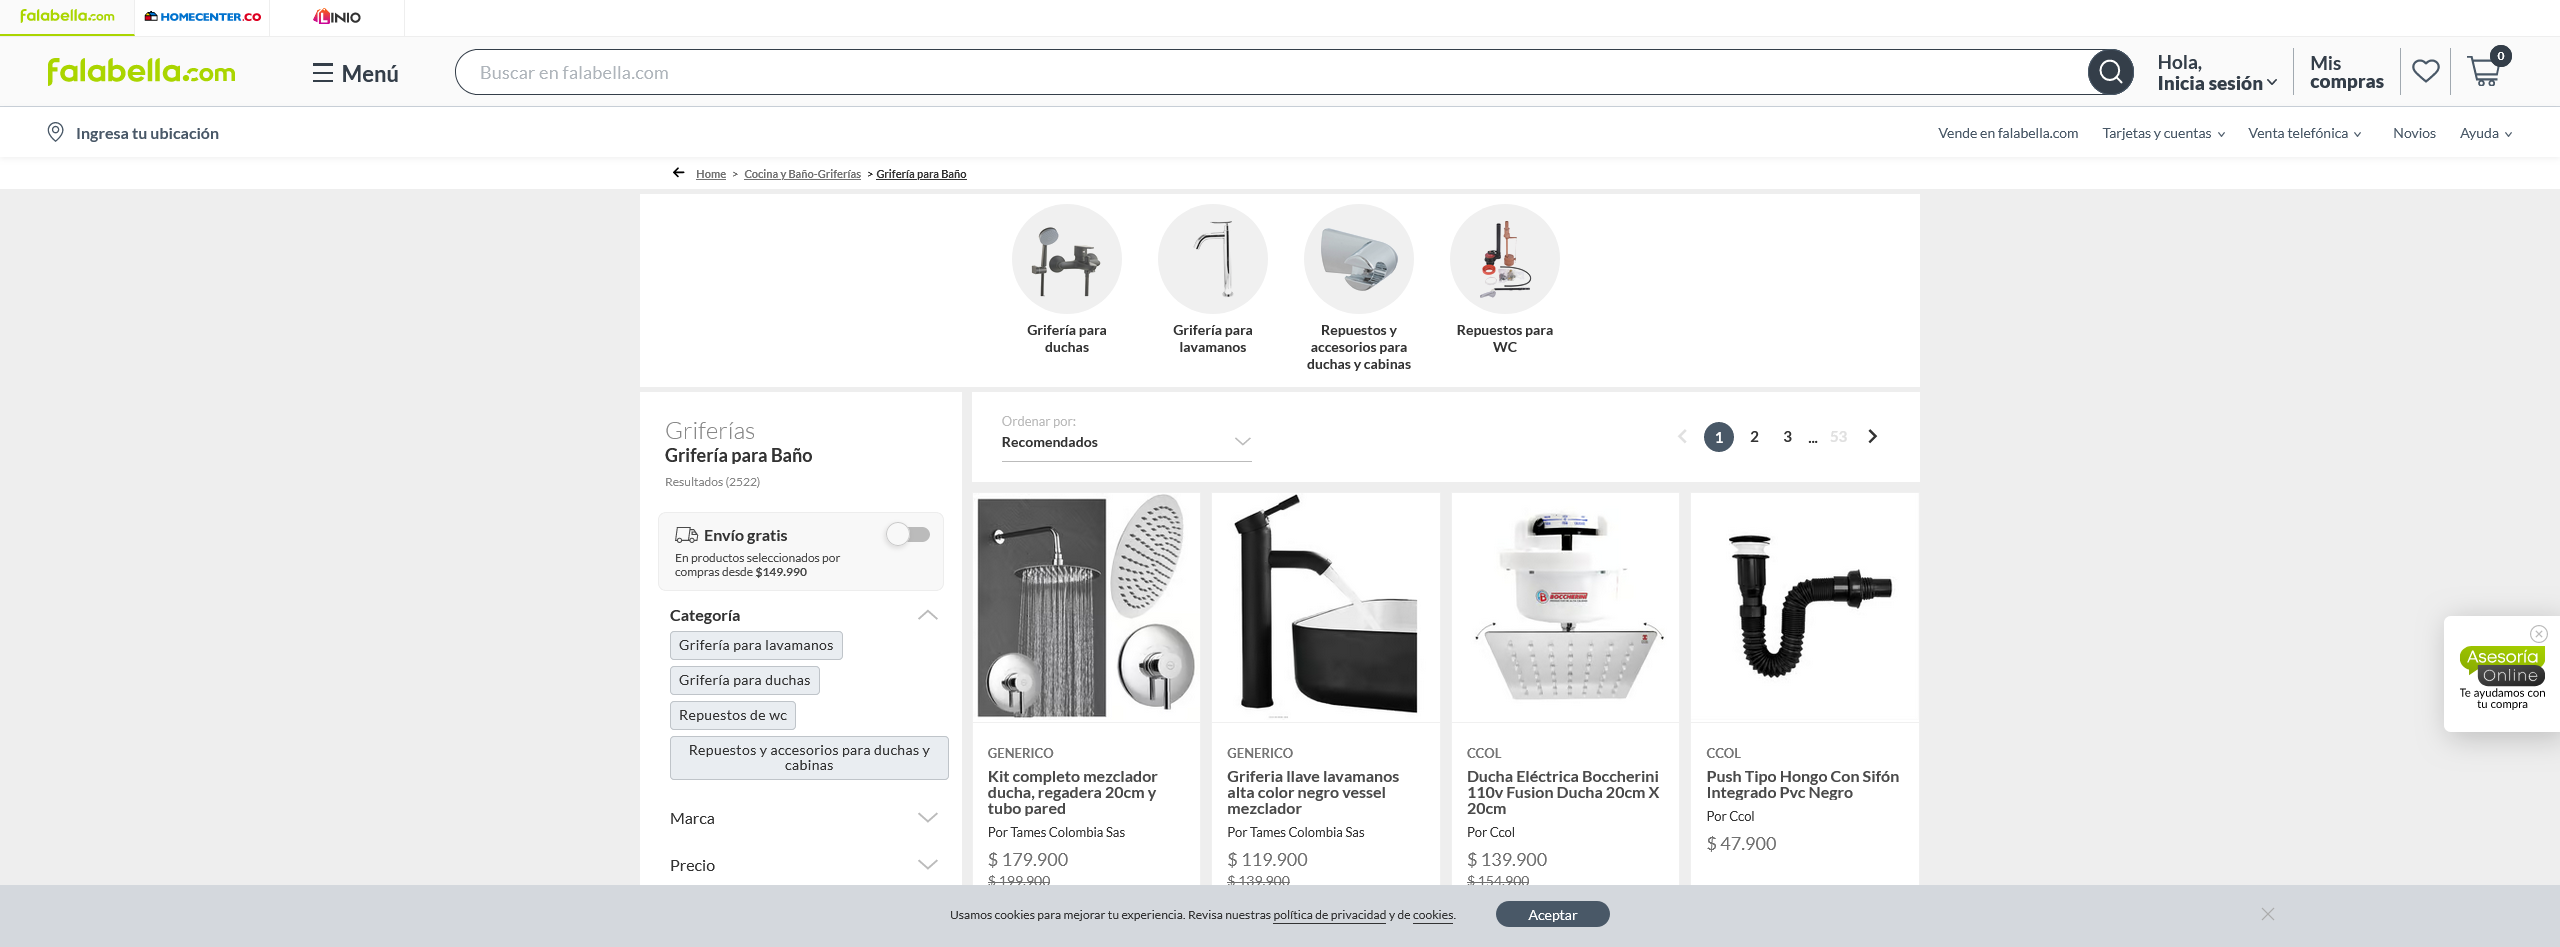 falabella.com
HOMECENTER.CO
LINIO
falabella.com
Menú
Buscar en falabella.com
Hola,
Inicia sesión
Mis
compras
0
Ingresa tu ubicación
Vende en falabella.com
Tarjetas y cuentas
Venta telefónica
Novios
Ayuda
Home > Cocina y Baño-Griferías > Grifería para Baño
Grifería para
duchas
Grifería para
lavamanos
Repuestos y
accesorios para
duchas y cabinas
Repuestos para
WC
Griferías
Grifería para Baño
Resultados (2522)
Envío gratis
En productos seleccionados por
compras desde $149.990
Categoría
Grifería para lavamanos
Grifería para duchas
Repuestos de wc
Repuestos y accesorios para duchas y
cabinas
Marca
Precio
Ordenar por:
Recomendados
1 2 3 ... 53
BOCCHERINI
GENERICO
Kit completo mezclador
ducha, regadera 20cm y
tubo pared
Por Tames Colombia Sas
$ 179.900
$ 199.900
GENERICO
Griferia llave lavamanos
alta color negro vessel
mezclador
Por Tames Colombia Sas
$ 119.900
$ 139.900
CCOL
Ducha Eléctrica Boccherini
110v Fusion Ducha 20cm X
20cm
Por Ccol
$ 139.900
$ 154.900
CCOL
Push Tipo Hongo Con Sifón
Integrado Pvc Negro
Por Ccol
$ 47.900
Asesoría
Online
Te ayudamos con
tu compra
Usamos cookies para mejorar tu experiencia. Revisa nuestras política de privacidad y de cookies.
Aceptar